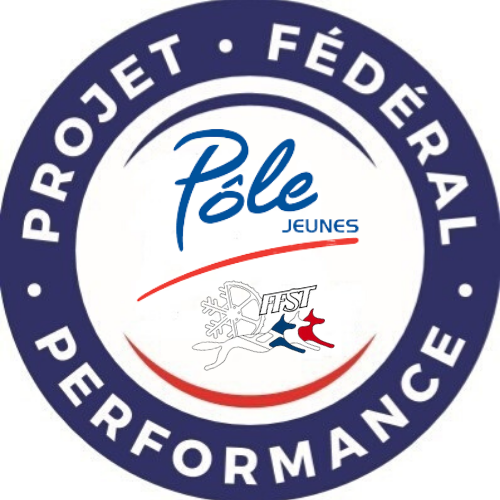 PROJET • FÉDÉRAL
Pôle
JEUNES
FFST
• PERFORMANCE •